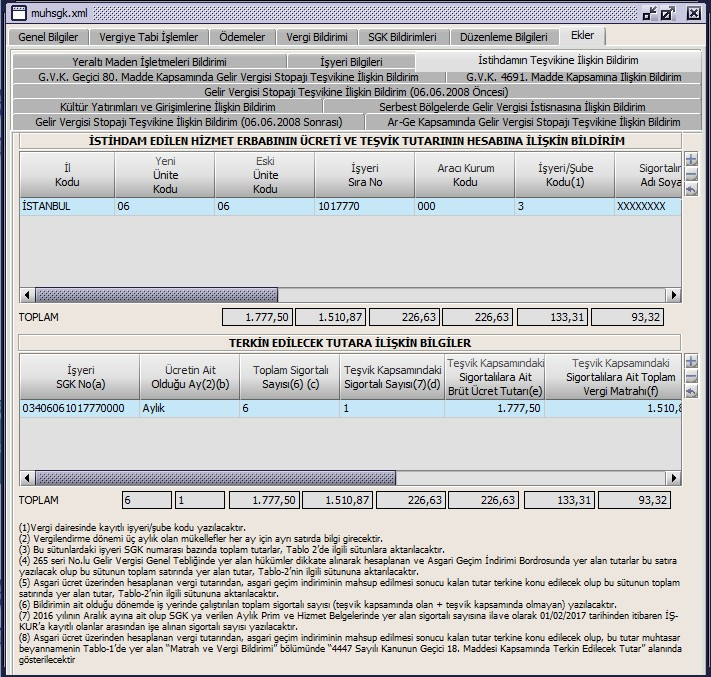 muhsgk.xml
Genel Bilgiler Vergiye Tabi İşlemler Ödemeler Vergi Bildirimi SGK Bildirimleri Düzenleme Bilgileri Ekler
Yeraltı Maden İşletmeleri Bildirimi İşyeri Bilgileri İstihdamın Teşvikine İlişkin Bildirim
G.V.K. Geçici 80. Madde Kapsamında Gelir Vergisi Stopajı Teşvikine İlişkin Bildirim G.V.K. 4691. Madde Kapsamına İlişkin Bildirim
Gelir Vergisi Stopajı Teşvikine İlişkin Bildirim (06.06.2008 Öncesi)
Kültür Yatırımları ve Girişimlerine İlişkin Bildirim Serbest Bölgelerde Gelir Vergisi İstisnasına İlişkin Bildirim
Gelir Vergisi Stopajı Teşvikine İlişkin Bildirim (06.06.2008 Sonrası) Ar-Ge Kapsamında Gelir Vergisi Stopajı Teşvikine İlişkin Bildirim
İSTİHDAM EDİLEN HİZMET ERBABININ ÜCRETİ VE TEŞVİK TUTARININ HESABINA İLİŞKİN BİLDİRİM
İl Kodu Yeni Ünite Kodu Eski Ünite Kodu İşyeri Sıra No Aracı Kurum Kodu İşyeri/Şube Kodu(1) Sigortalır Adı Soya
İSTANBUL 06 06 1017770 000 3 XXXXXXXX
TOPLAM 1.777,50 1.510,87 226,63 226,63 133,31 93,32
TERKİN EDİLECEK TUTARA İLİŞKİN BİLGİLER
İşyeri SGK No(a) Ücretin Ait Olduğu Ay(2)(b) Toplam Sigortalı Sayısı(6) (c) Teşvik Kapsamındaki Sigortalı Sayısı(7)(d) Teşvik Kapsamındaki Sigortalılara Ait Brüt Ücret Tutarı(e) Teşvik Kapsamındaki Sigortalılara Ait Toplam Vergi Matrahı(f)
03406061017770000 Aylık 6 1 1.777,50 1.510,8
TOPLAM 6 1 1.777,50 1.510,87 226,63 226,63 133,31 93,32
(1)Vergi dairesinde kayıtlı işyeri/şube kodu yazılacaktır.
(2) Vergilendirme dönemi üç aylık olan mükellefler her ay için ayrı satırda bilgi girecektir.
(3) Bu sütunlardaki işyeri SGK numarası bazında toplam tutarlar, Tablo 2'de ilgili sütunlara aktarılacaktır.
(4) 265 seri No.lu Gelir Vergisi Genel Tebliğinde yer alan hükümler dikkate alınarak hesaplanan ve Asgari Geçim İndirimi Bordrosunda yer alan tutarlar bu satıra
yazılacak olup bu sütunun toplam satırında yer alan tutar, Tablo-2'nin ilgili sütununa aktarılacaktır.
(5) Asgari ücret üzerinden hesaplanan vergi tutarından, asgari geçim indiriminin mahsup edilmesi sonucu kalan tutar terkine konu edilecek olup bu sütunun toplam
satırında yer alan tutar, Tablo-2'nin ilgili sütununa aktarılacaktır.
(6) Bildirimin ait olduğu dönemde iş yerinde çalıştırılan toplam sigortalı sayısı (teşvik kapsamında olan + teşvik kapsamında olmayan) yazılacaktır.
(7) 2016 yılının Aralık ayına ait olup SGK ya verilen Aylık Prim ve Hizmet Belgelerinde yer alan sigortalı sayısına ilave olarak 01/02/2017 tarihinden itibaren İŞ-
KUR'a kayıtlı olanlar arasından işe alınan sigortalı sayısı yazılacaktır.
(8) Asgari ücret üzerinden hesaplanan vergi tutarından, asgari geçim indiriminin mahsup edilmesi sonucu kalan tutar terkine konu edilecek olup, bu tutar muhtasar
beyannamenin Tablo-1'de yer alan "Matrah ve Vergi Bildirimi" bölümünde "4447 Sayılı Kanunun Geçici 18. Maddesi Kapsamında Terkin Edilecek Tutar" alanında
gösterilecektir